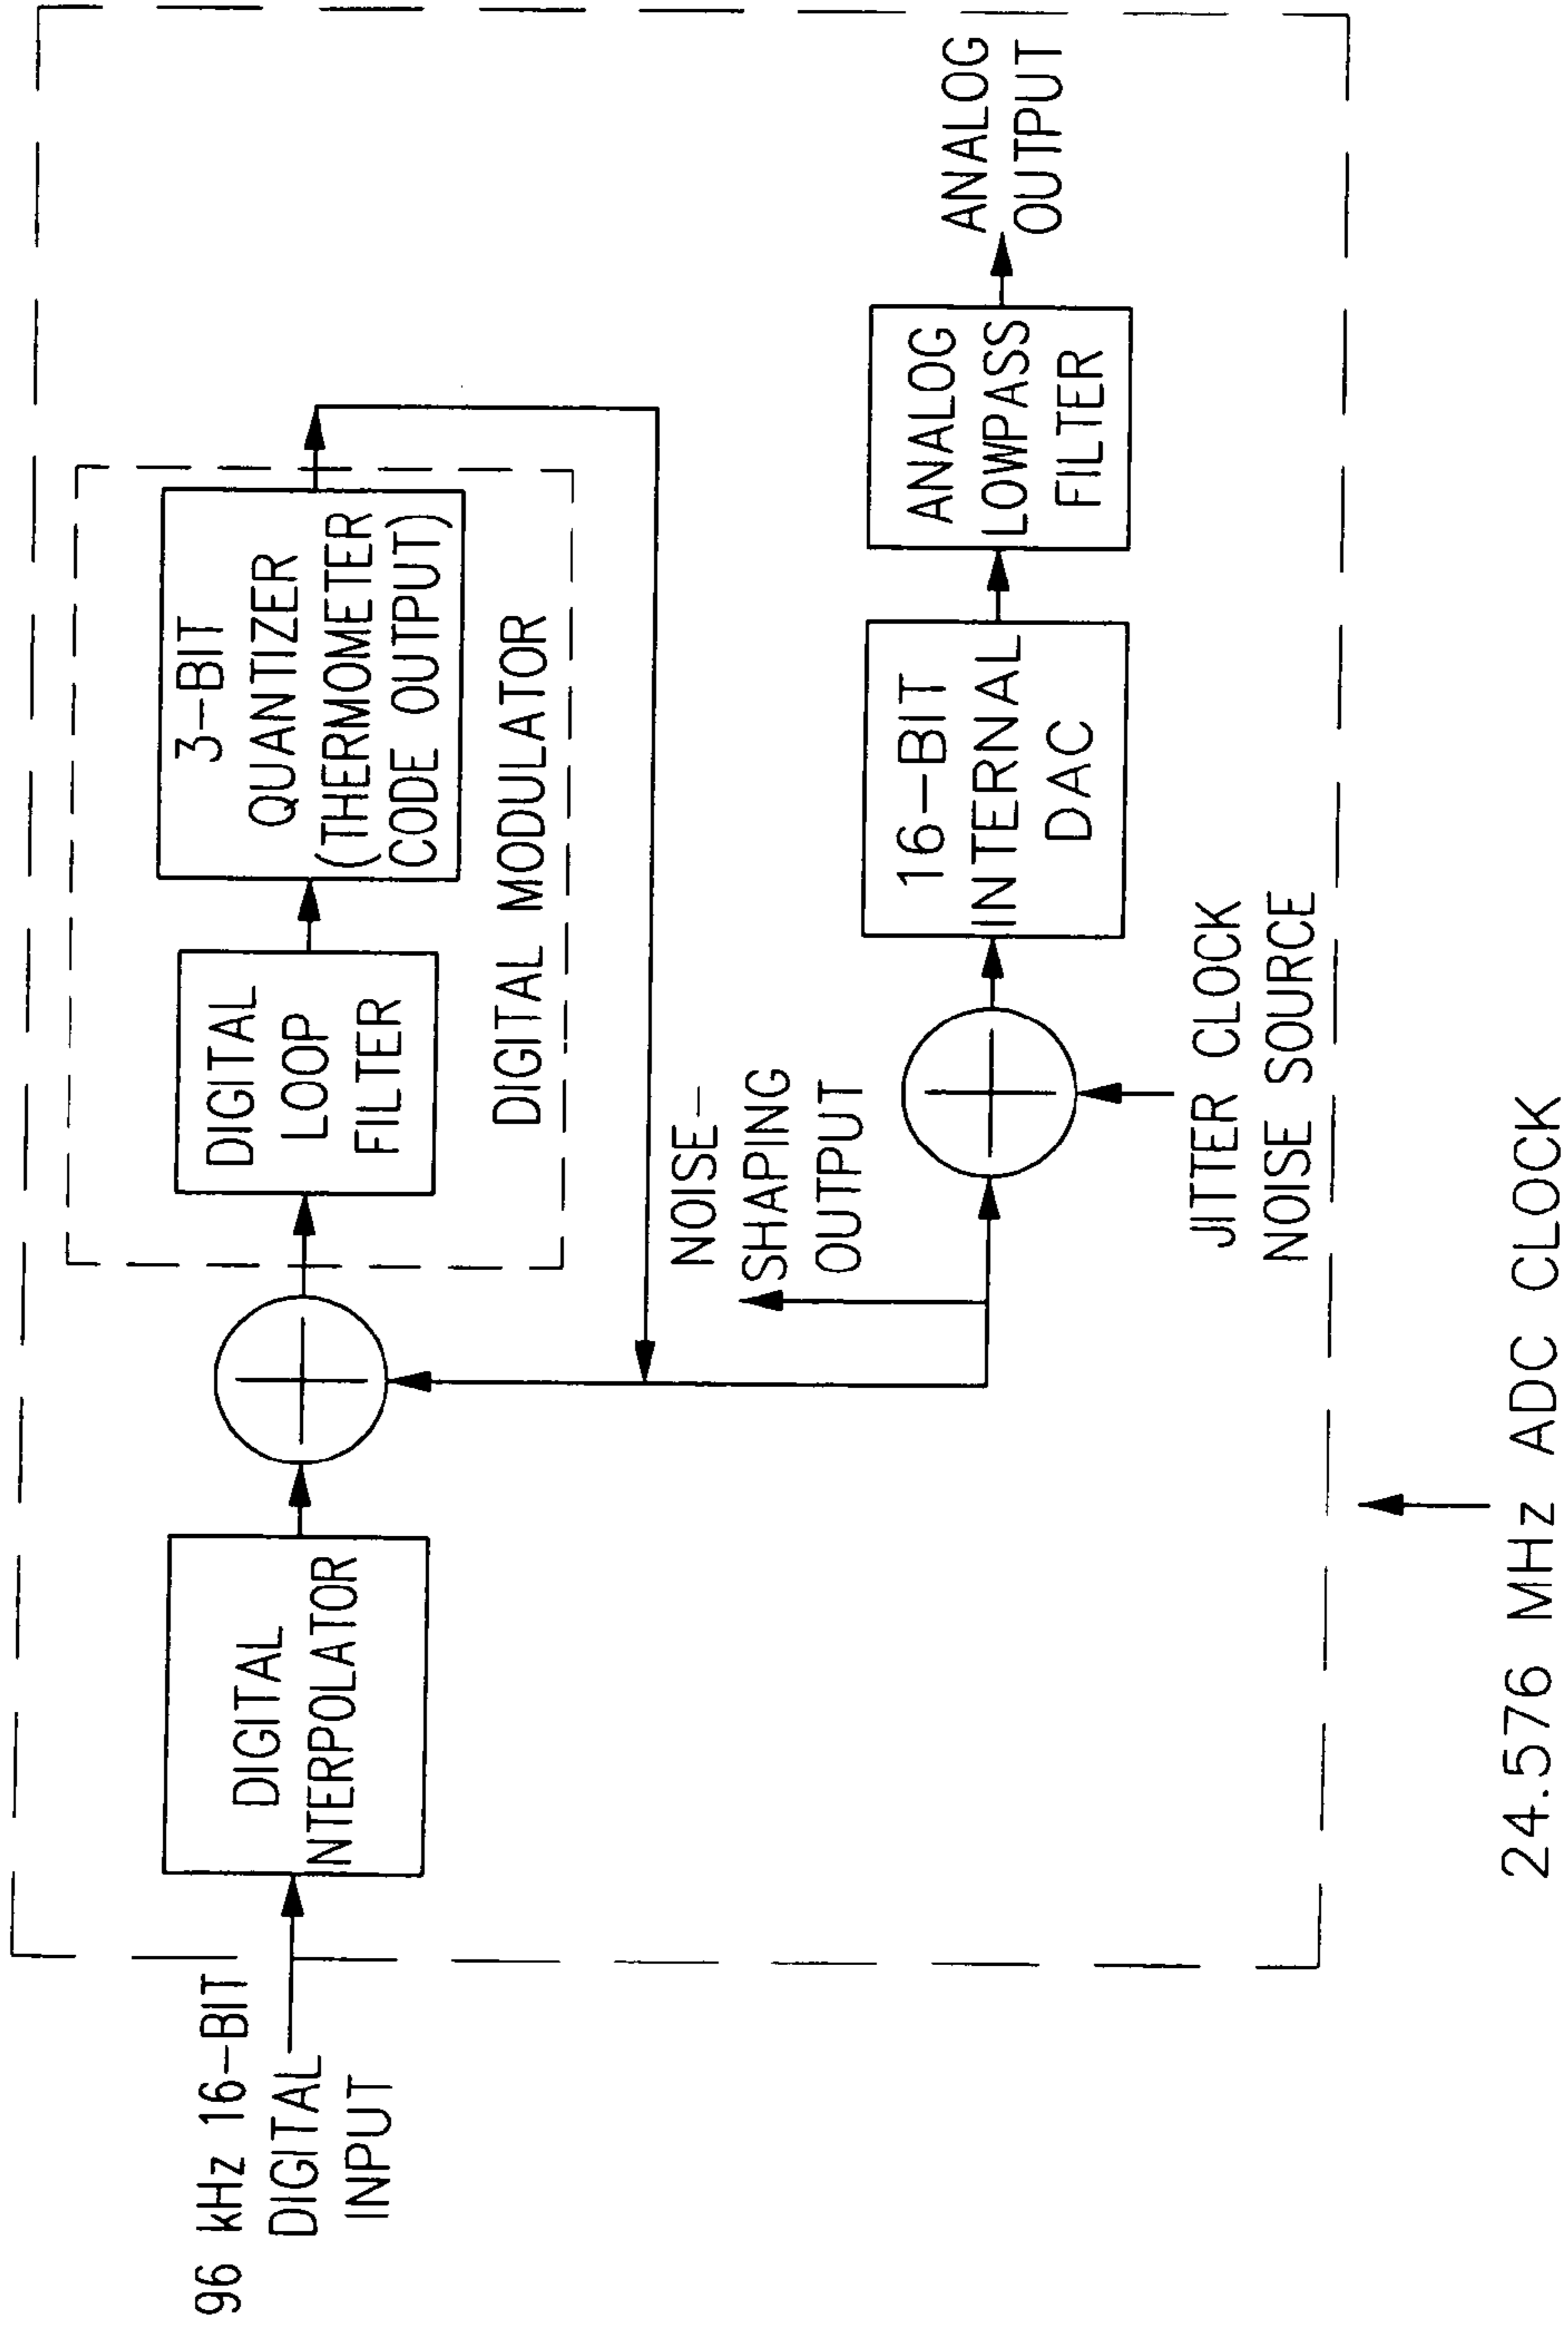 96 kHz 16-BIT
DIGITAL
INPUT
DIGITAL
INTERPOLATOR
DIGITAL
LOOP
FILTER
3-BIT
QUANTIZER
(THERMOMETER
CODE OUTPUT)
DIGITAL MODULATOR
NOISE-
SHAPING
OUTPUT
16-BIT
INTERNAL
DAC
ANALOG
LOWPASS
FILTER
ANALOG
OUTPUT
JITTER CLOCK
NOISE SOURCE
24.576 MHz ADC CLOCK